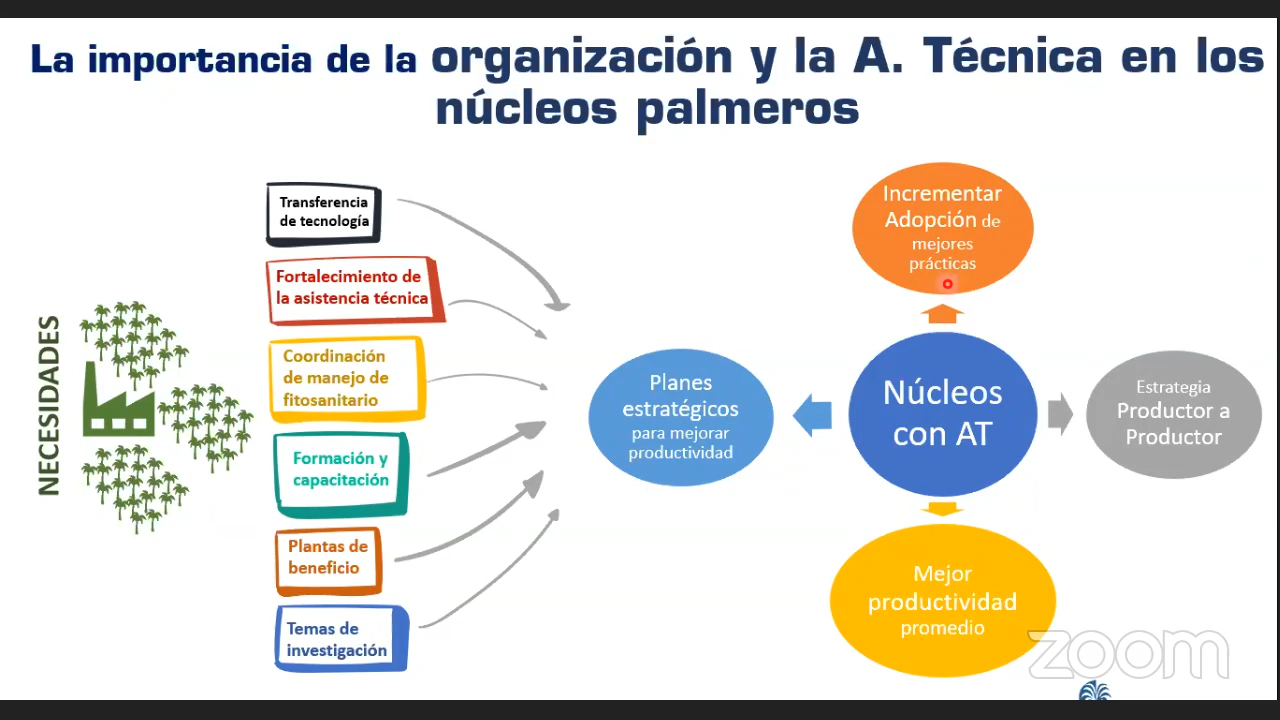 La importancia de la organización y la A. Técnica en los
núcleos palmeros
NECESIDADES
Transferencia
de tecnología
Fortalecimiento de
la asistencia técnica
Coordinación
de manejo de
fitosanitario
Formación y
capacitación
Plantas de
beneficio
Temas de
investigación
Planes
estratégicos
para mejorar
productividad
Incrementar
Adopción de
mejores
prácticas
Núcleos
con AT
Estrategia
Productor a
Productor
Mejor
productividad
promedio
zoom